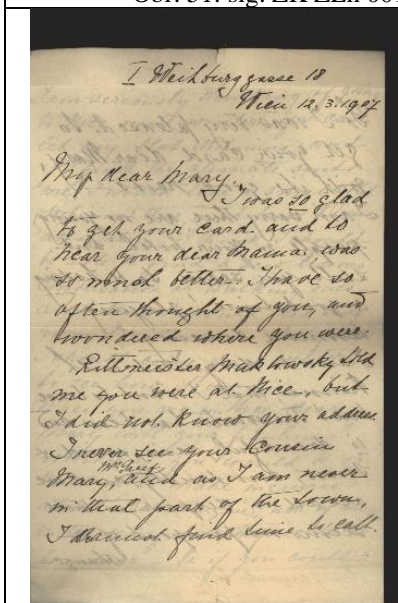 I Weihburggasse 18
Wien 12.3.1907
My dear Mary,
I was so glad
to get your card and to
hear your dear Mama was
so much better. I have so
often thought of you, and
wondered where you were.
Rittmeister Maklowsky told
me you were at Nice, but
I did not know your address.
I never see your Cousin
Mary, and as I am never
in that part of the town,
I cannot find time to call.